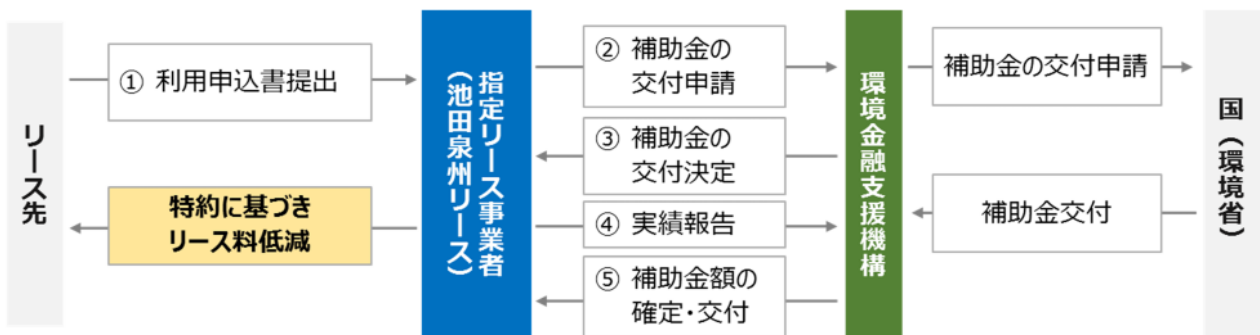 リース先
① 利用申込書提出
特約に基づき
リース料低減
指定リース事業者
（池田泉州リース）
② 補助金の
交付申請
③ 補助金の
交付決定
④ 実績報告
⑤ 補助金額の
確定・交付
環境金融支援機構
補助金の交付申請
補助金交付
国（環境省）